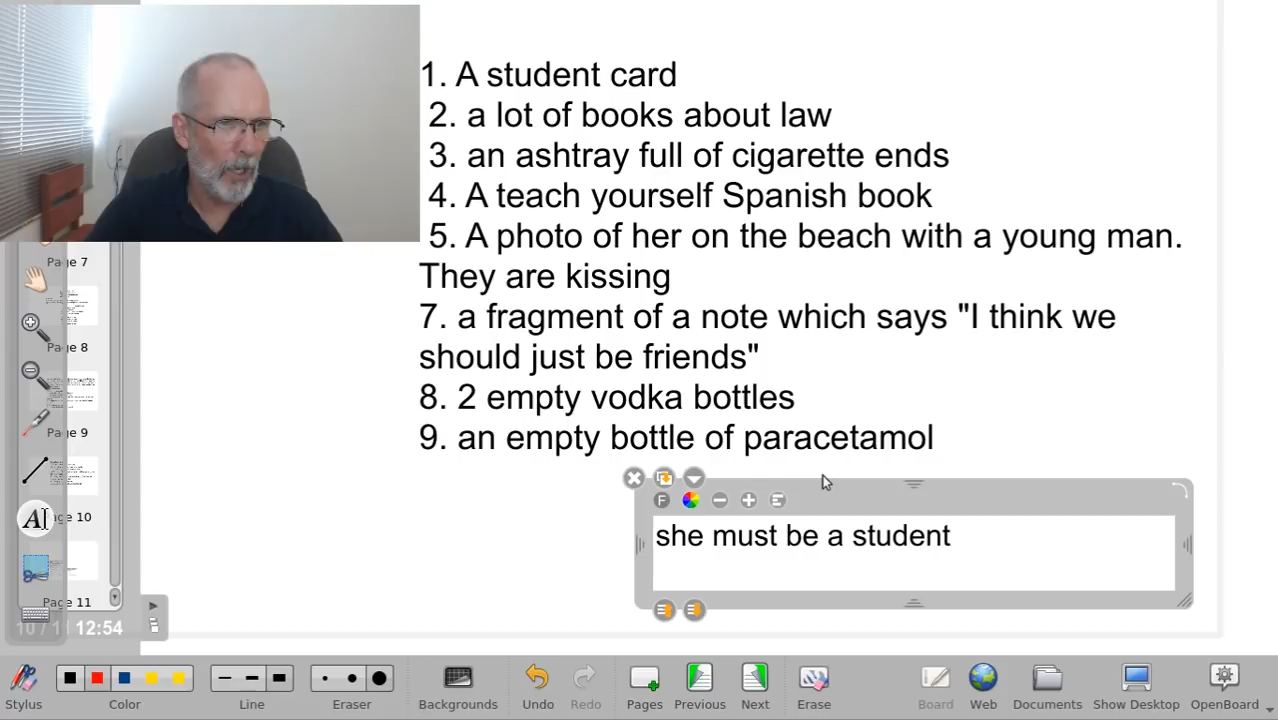 1. A student card
2. a lot of books about law
3. an ashtray full of cigarette ends
4. A teach yourself Spanish book
5. A photo of her on the beach with a young man.
They are kissing
7. a fragment of a note which says "I think we
should just be friends"
8. 2 empty vodka bottles
9. an empty bottle of paracetamol
F
she must be a student
Page 7
Page 8
Page 9
A
age 10
Page 11
12:54
Stylus
Color
Line
Eraser
Backgrounds
Undo
Redo
Pages
Previous
Next
Erase
Board
Web
Documents
Show Desktop
OpenBoard